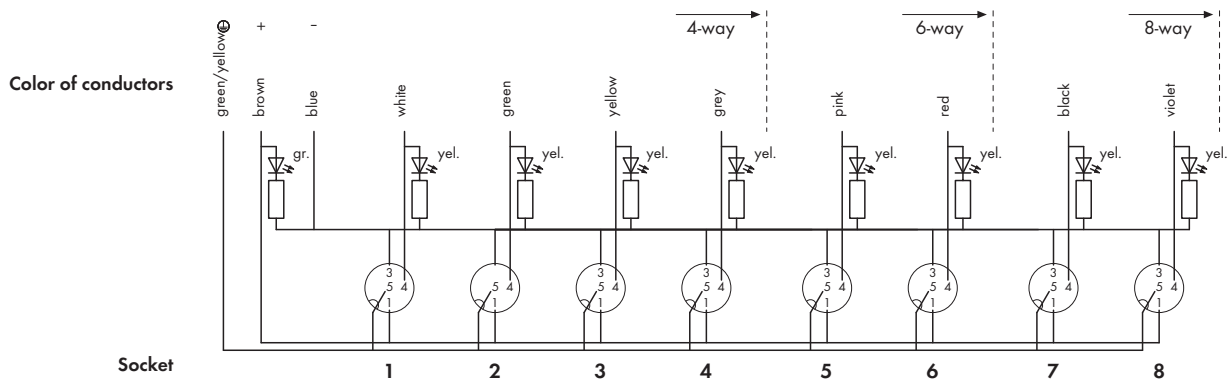 4-way 6-way 8-way
⏚ + −
Color of conductors
green/yellow brown blue white green yellow grey pink red black violet
gr. yel. yel. yel. yel. yel. yel. yel. yel.
3 3 3 3 3 3 3
5 4 5 4 5 4 5 4 5 4 5 4 5 4 5 4
1 1 1 1 1 1 1 1
Socket 1 2 3 4 5 6 7 8